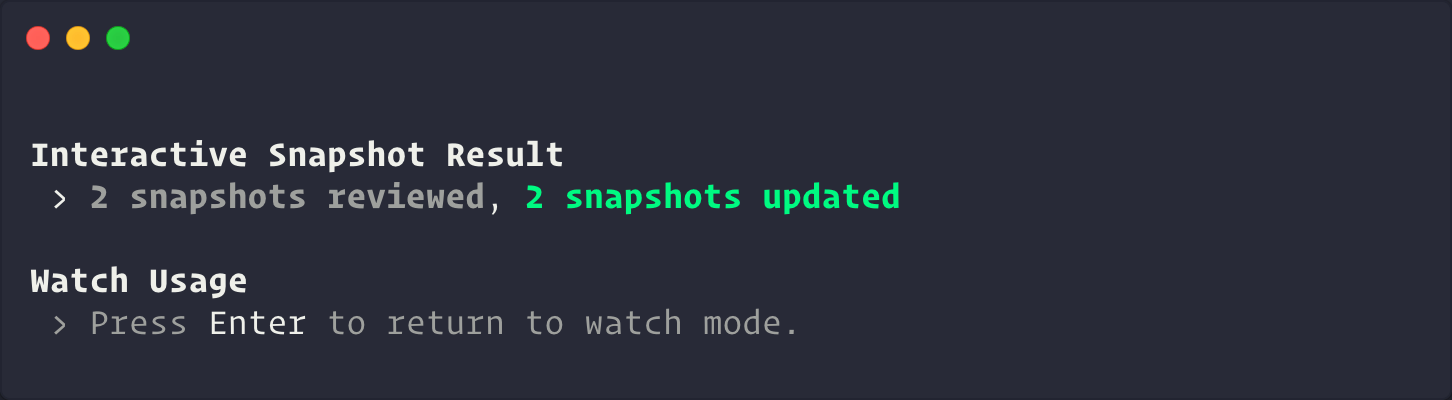 Interactive Snapshot Result
› 2 snapshots reviewed, 2 snapshots updated
Watch Usage
› Press Enter to return to watch mode.